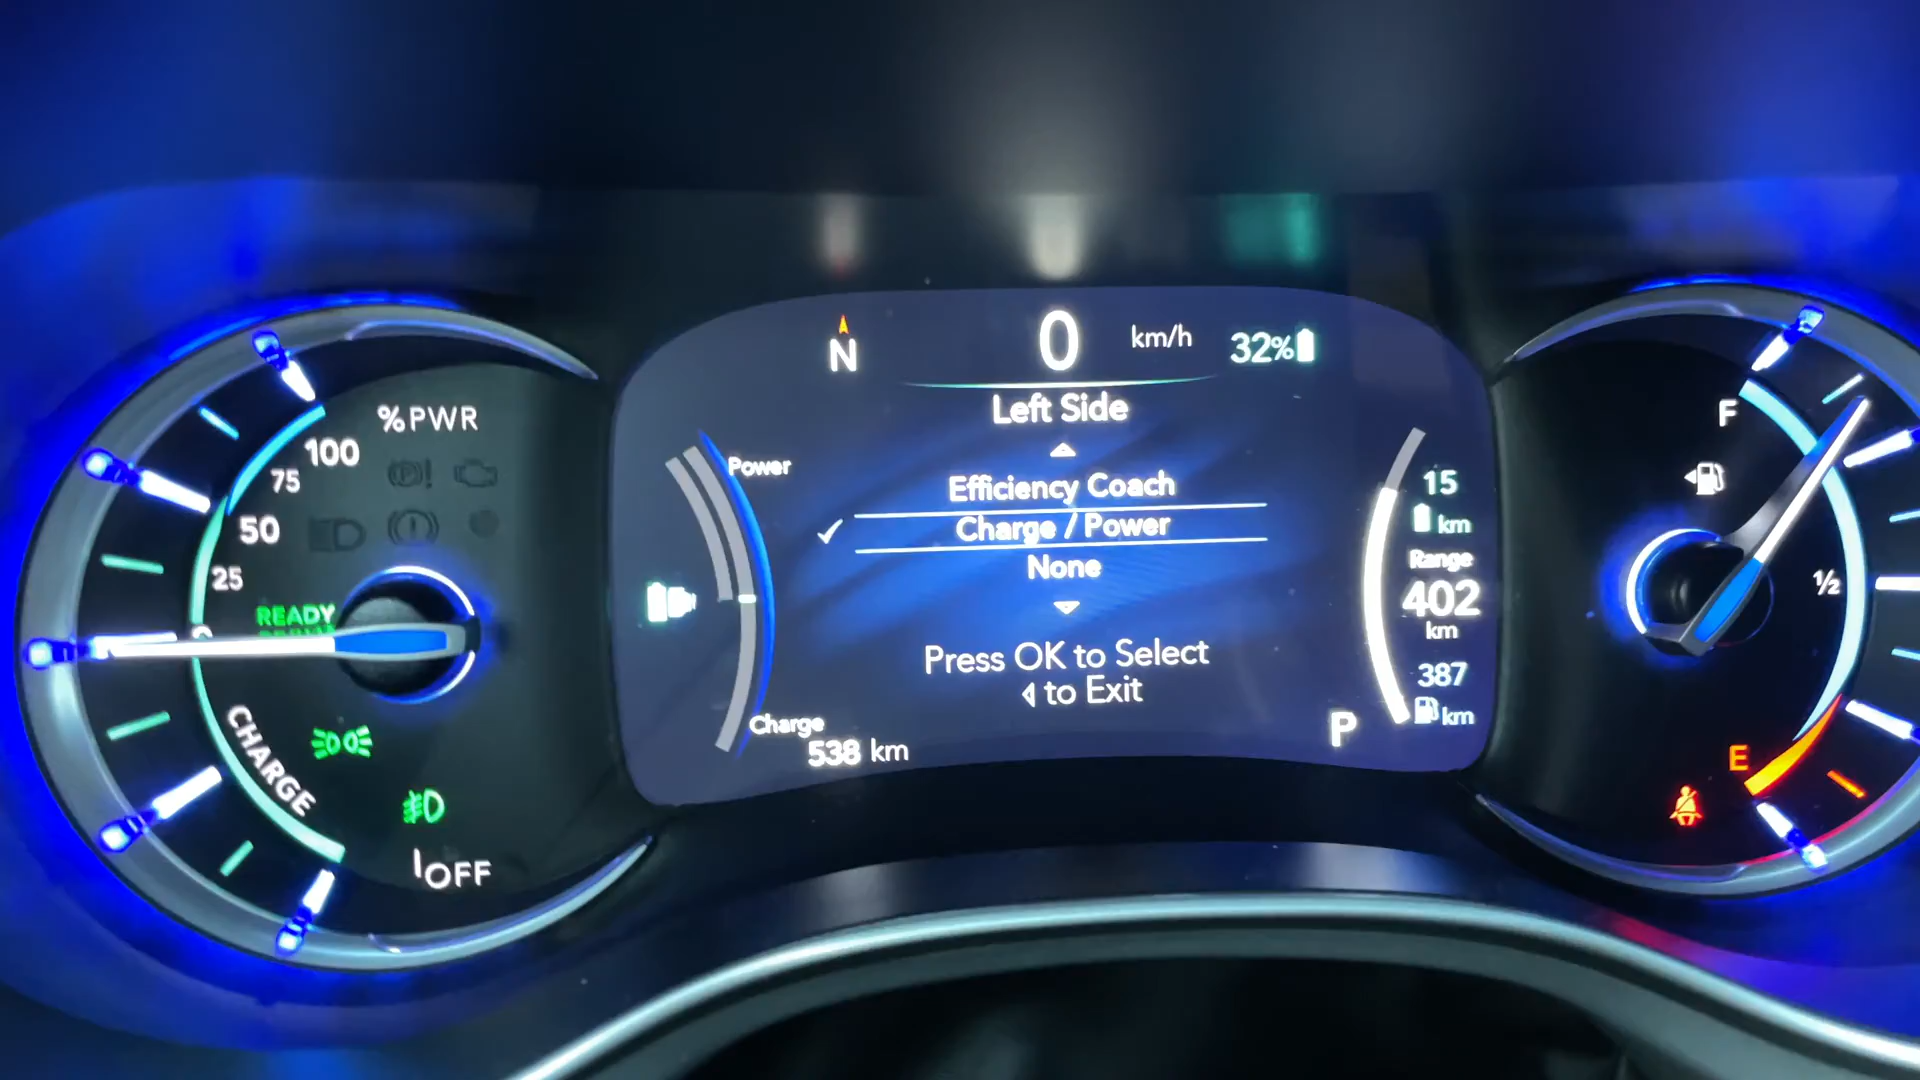 %PWR
100
75
50
25
READY
0
CHARGE
OFF
N
0 km/h
32%
Left Side
Power
Efficiency Coach
Charge / Power
None
Press OK to Select
to Exit
Charge
538 km
P
15
km
Range
402
km
387
km
F
½
E